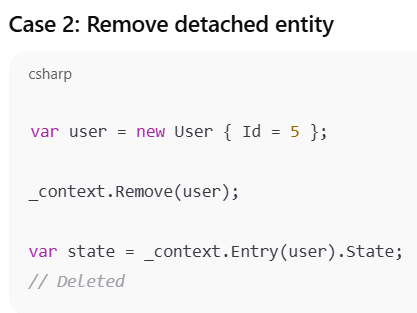 Case 2: Remove detached entity
csharp
var user = new User { Id = 5 };
_context.Remove(user);
var state = _context.Entry(user).State;
// Deleted